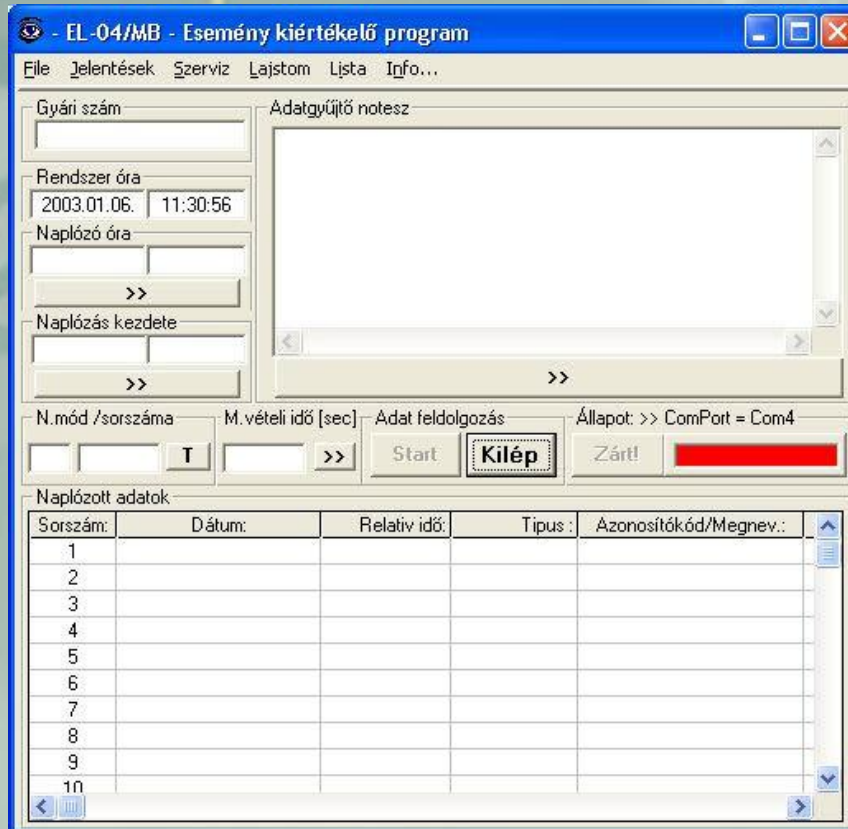 - EL-04/MB - Esemény kiértékelő program
File Jelentések Szerviz Lajstom Lista Info...
Gyári szám
Adatgyűjtő notesz
Rendszer óra
2003.01.06. 11:30:56
Naplózó óra
>>
Naplózás kezdete
>>
>>
N.mód /sorszáma M.vételi idő [sec] Adat feldolgozás Állapot: >> ComPort = Com4
T >> Start Kilép Zárt!
Naplózott adatok
Sorszám: Dátum: Relativ idő: Tipus : Azonosítókód/Megnev.:
1
2
3
4
5
6
7
8
9
10